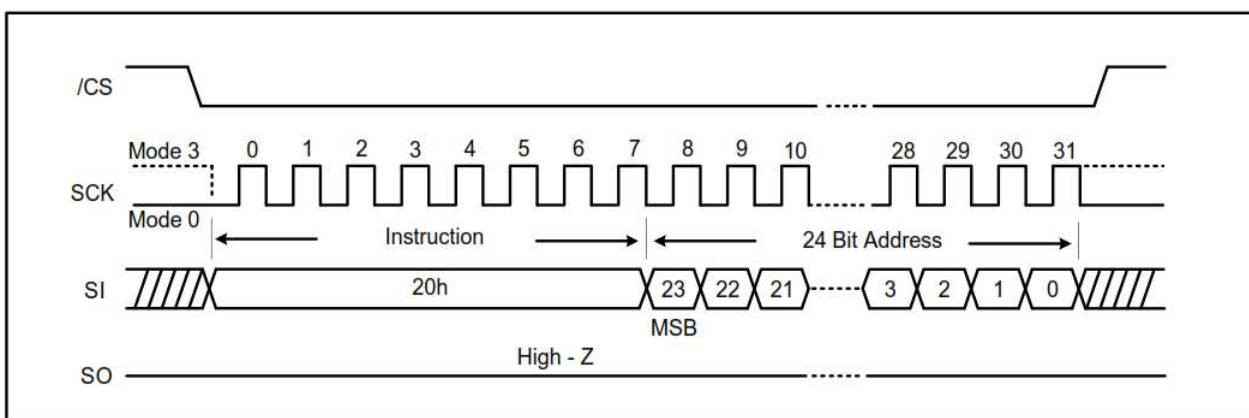 /CS
Mode 3 0 1 2 3 4 5 6 7 8 9 10 28 29 30 31
SCK
Mode 0
Instruction 24 Bit Address
SI 20h 23 22 21 3 2 1 0
MSB
High - Z
SO